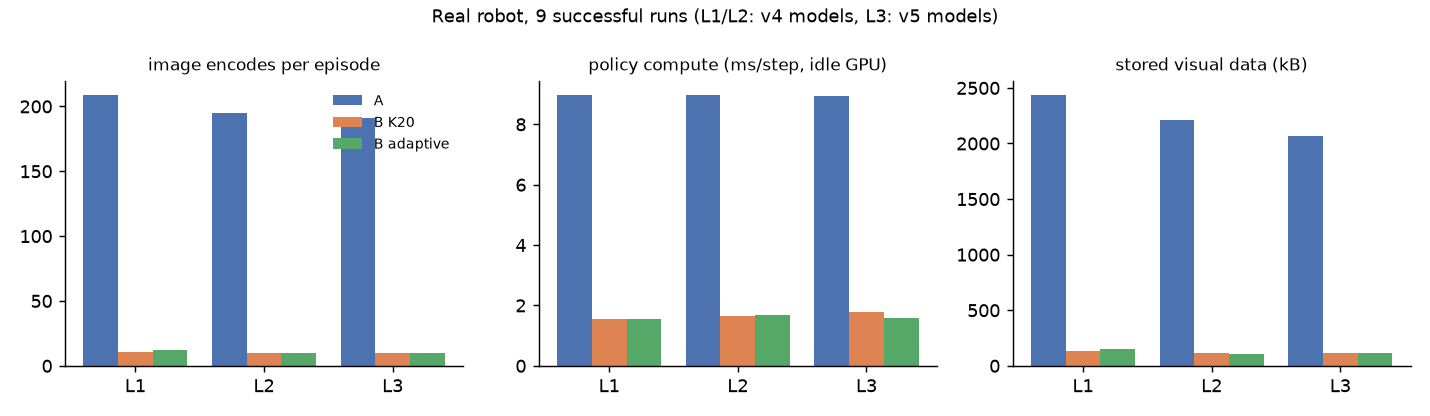 Real robot, 9 successful runs (L1/L2: v4 models, L3: v5 models)
image encodes per episode
200
150
100
50
0
L1 L2 L3
A
B K20
B adaptive
policy compute (ms/step, idle GPU)
8
6
4
2
0
L1 L2 L3
stored visual data (kB)
2500
2000
1500
1000
500
0
L1 L2 L3